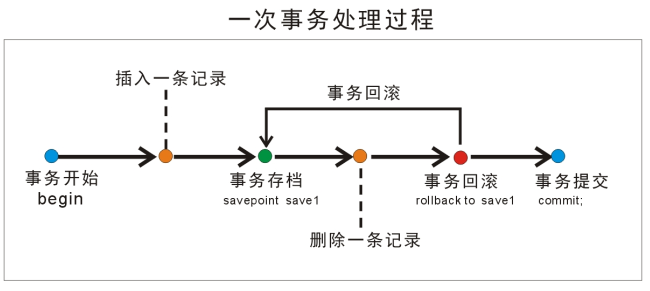 一次事务处理过程
插入一条记录
事务回滚
事务开始
begin
事务存档
savepoint save1
事务回滚
rollback to save1
事务提交
commit;
删除一条记录